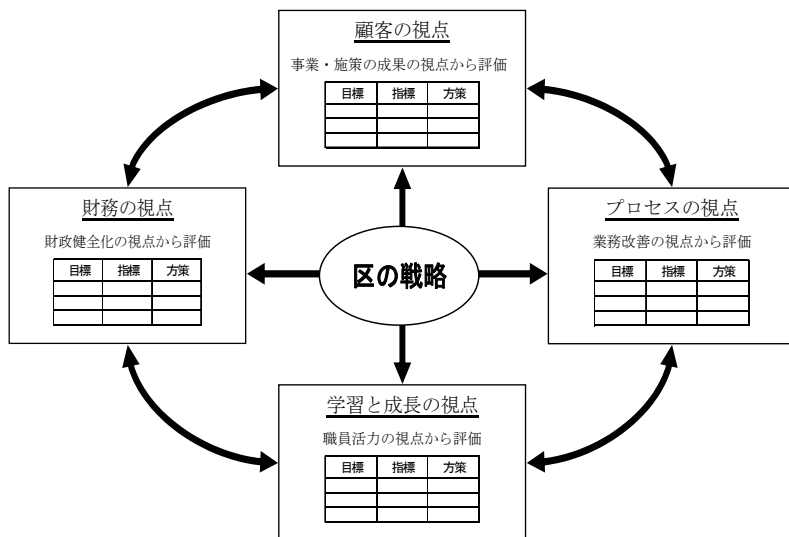 顧客の視点
事業・施策の成果の視点から評価
目標 指標 方策
財務の視点
財政健全化の視点から評価
目標 指標 方策
区の戦略
プロセスの視点
業務改善の視点から評価
目標 指標 方策
学習と成長の視点
職員活力の視点から評価
目標 指標 方策